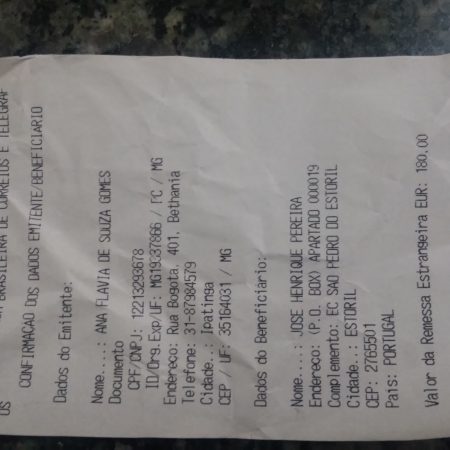 BRASILEIRA DE CORREIOS E TELEGRAF
OS
CONFIRMACAO DOS DADOS EMITENTE/BENEFICIARIO
Dados do Emitente:
Nome....: ANA FLAVIA DE SOUZA GOMES
Documento
CPF/CNPJ: 12213293678
ID/Org.Exp/UF: MG19337866 / PC / MG
Endereco: Rua Bogota, 401, Bethania
Telefone: 31-87984579
Cidade..: Ipatinga
CEP / UF: 35164031 / MG
Dados do Beneficiario:
Nome....: JOSE HENRIQUE PEREIRA
Endereco: (P.O. BOX) APARTADO 000019
Complemento: EC SAO PEDRO DO ESTORIL
Cidade..: ESTORIL
CEP: 2765501
Pais: PORTUGAL
Valor da Remessa Estrangeira EUR: 180.00